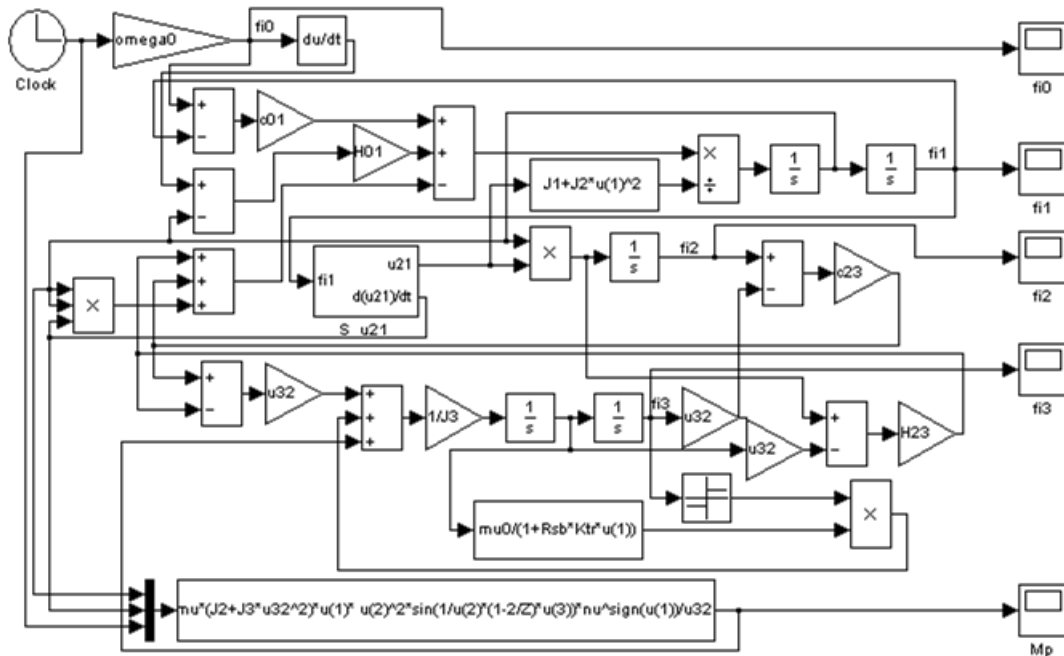 Clock
omega0
fi0
du/dt
fi0
+
−
c01
H01
+
+
−
+
−
J1+J2*u(1)^2
×
÷
1
s
1
s
fi1
fi1
+
+
+
×
fi1
u21
d(u21)/dt
S_u21
×
1
s
fi2
+
−
c23
fi2
+
−
u32
+
+
+
1/J3
1
s
1
s
fi3
u32
u32
+
−
H23
fi3
mu0/(1+Rsb*Ktr*u(1))
×
nu*(J2+J3*u32^2)*u(1)* u(2)^2*sin(1/u(2)*(1-2/Z)*u(3))*nu^sign(u(1))/u32
Mp